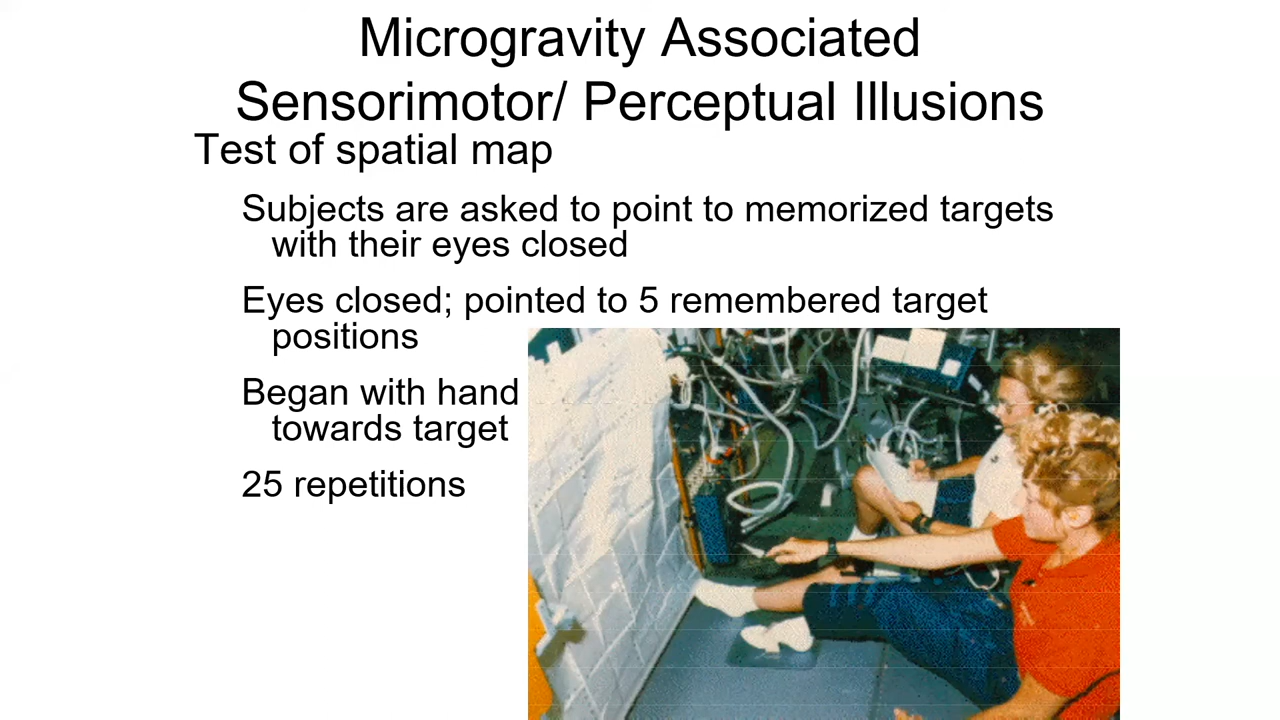 Microgravity Associated
Sensorimotor/ Perceptual Illusions
Test of spatial map
Subjects are asked to point to memorized targets
with their eyes closed
Eyes closed; pointed to 5 remembered target
positions
Began with hand
towards target
25 repetitions